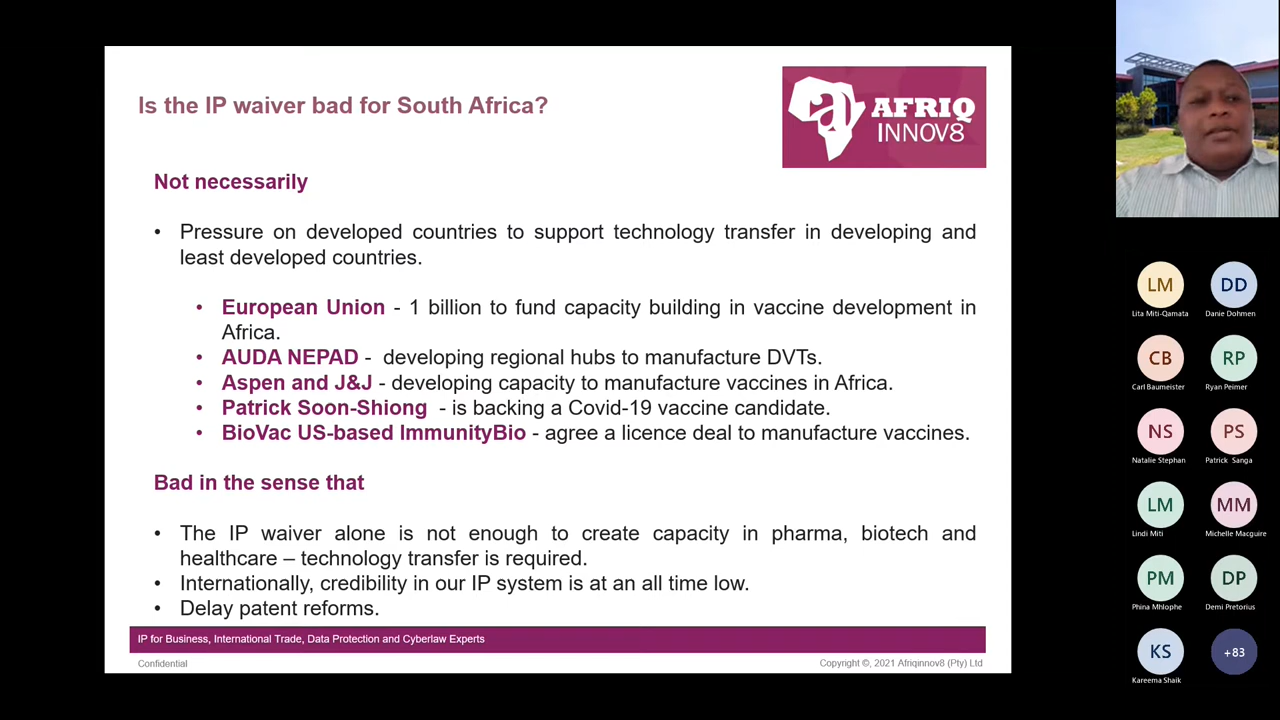 Is the IP waiver bad for South Africa?
a AFRIQ
INNOV8
Not necessarily
• Pressure on developed countries to support technology transfer in developing and
least developed countries.
• European Union - 1 billion to fund capacity building in vaccine development in
Africa.
• AUDA NEPAD - developing regional hubs to manufacture DVTs.
• Aspen and J&J - developing capacity to manufacture vaccines in Africa.
• Patrick Soon-Shiong - is backing a Covid-19 vaccine candidate.
• BioVac US-based ImmunityBio - agree a licence deal to manufacture vaccines.
Bad in the sense that
• The IP waiver alone is not enough to create capacity in pharma, biotech and
healthcare – technology transfer is required.
• Internationally, credibility in our IP system is at an all time low.
• Delay patent reforms.
IP for Business, International Trade, Data Protection and Cyberlaw Experts
Confidential
Copyright ©, 2021 Afriqinnov8 (Pty) Ltd
LM DD
Lita Miti-Qamata Danie Dohmen
CB RP
Carl Baumeister Ryan Peimer
NS PS
Natalie Stephan Patrick Sanga
LM MM
Lindi Miti Michelle Macguire
PM DP
Phina Mhlophe Demi Pretorius
KS +83
Kareema Shaik